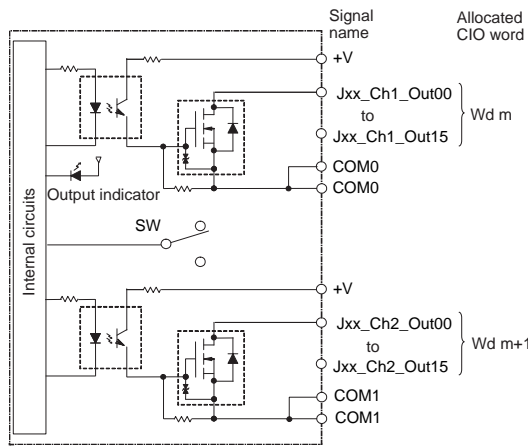 Signal name
Allocated CIO word
+V
Jxx_Ch1_Out00
to
Jxx_Ch1_Out15
Wd m
COM0
COM0
Output indicator
Internal circuits
SW
+V
Jxx_Ch2_Out00
to
Jxx_Ch2_Out15
Wd m+1
COM1
COM1